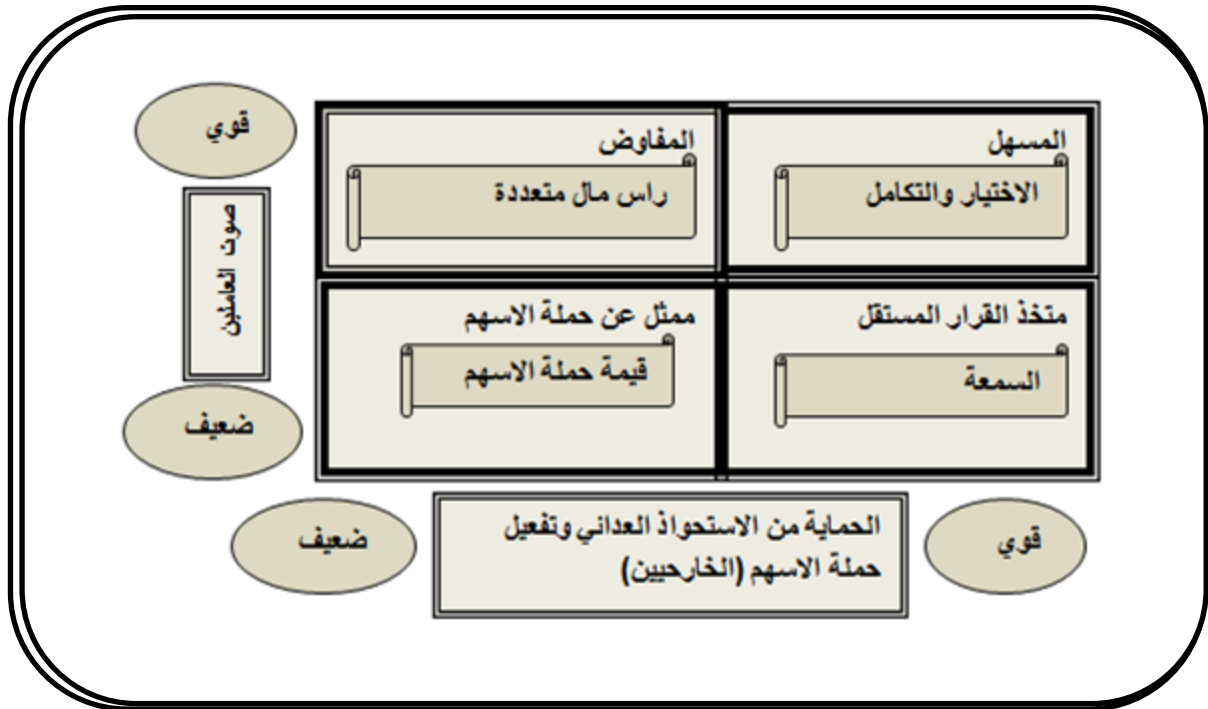 قوي
المسهل
الاختيار والتكامل
المفاوض
راس مال متعددة
صوت العاملين
متخذ القرار المستقل
السمعة
ممثل عن حملة الاسهم
قيمة حملة الاسهم
ضعيف
قوي
الحماية من الاستحواذ العدائي وتفعيل
حملة الاسهم (الخارجيين)
ضعيف